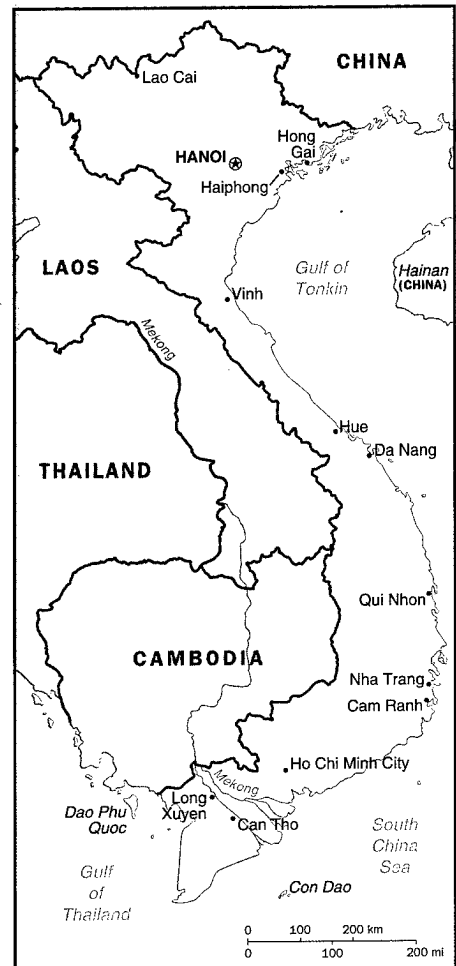 CHINA
Lao Cai
Hong
Gai
HANOI
Haiphong
LAOS
Gulf of
Tonkin
Hainan
(CHINA)
Vinh
Mekong
Hue
Da Nang
THAILAND
Qui Nhon
CAMBODIA
Nha Trang
Cam Ranh
Ho Chi Minh City
Mekong
Long
Xuyen
Dao Phu
Quoc
Can Tho
South
China
Sea
Gulf
of
Thailand
Con Dao
0 100 200 km
0 100 200 mi